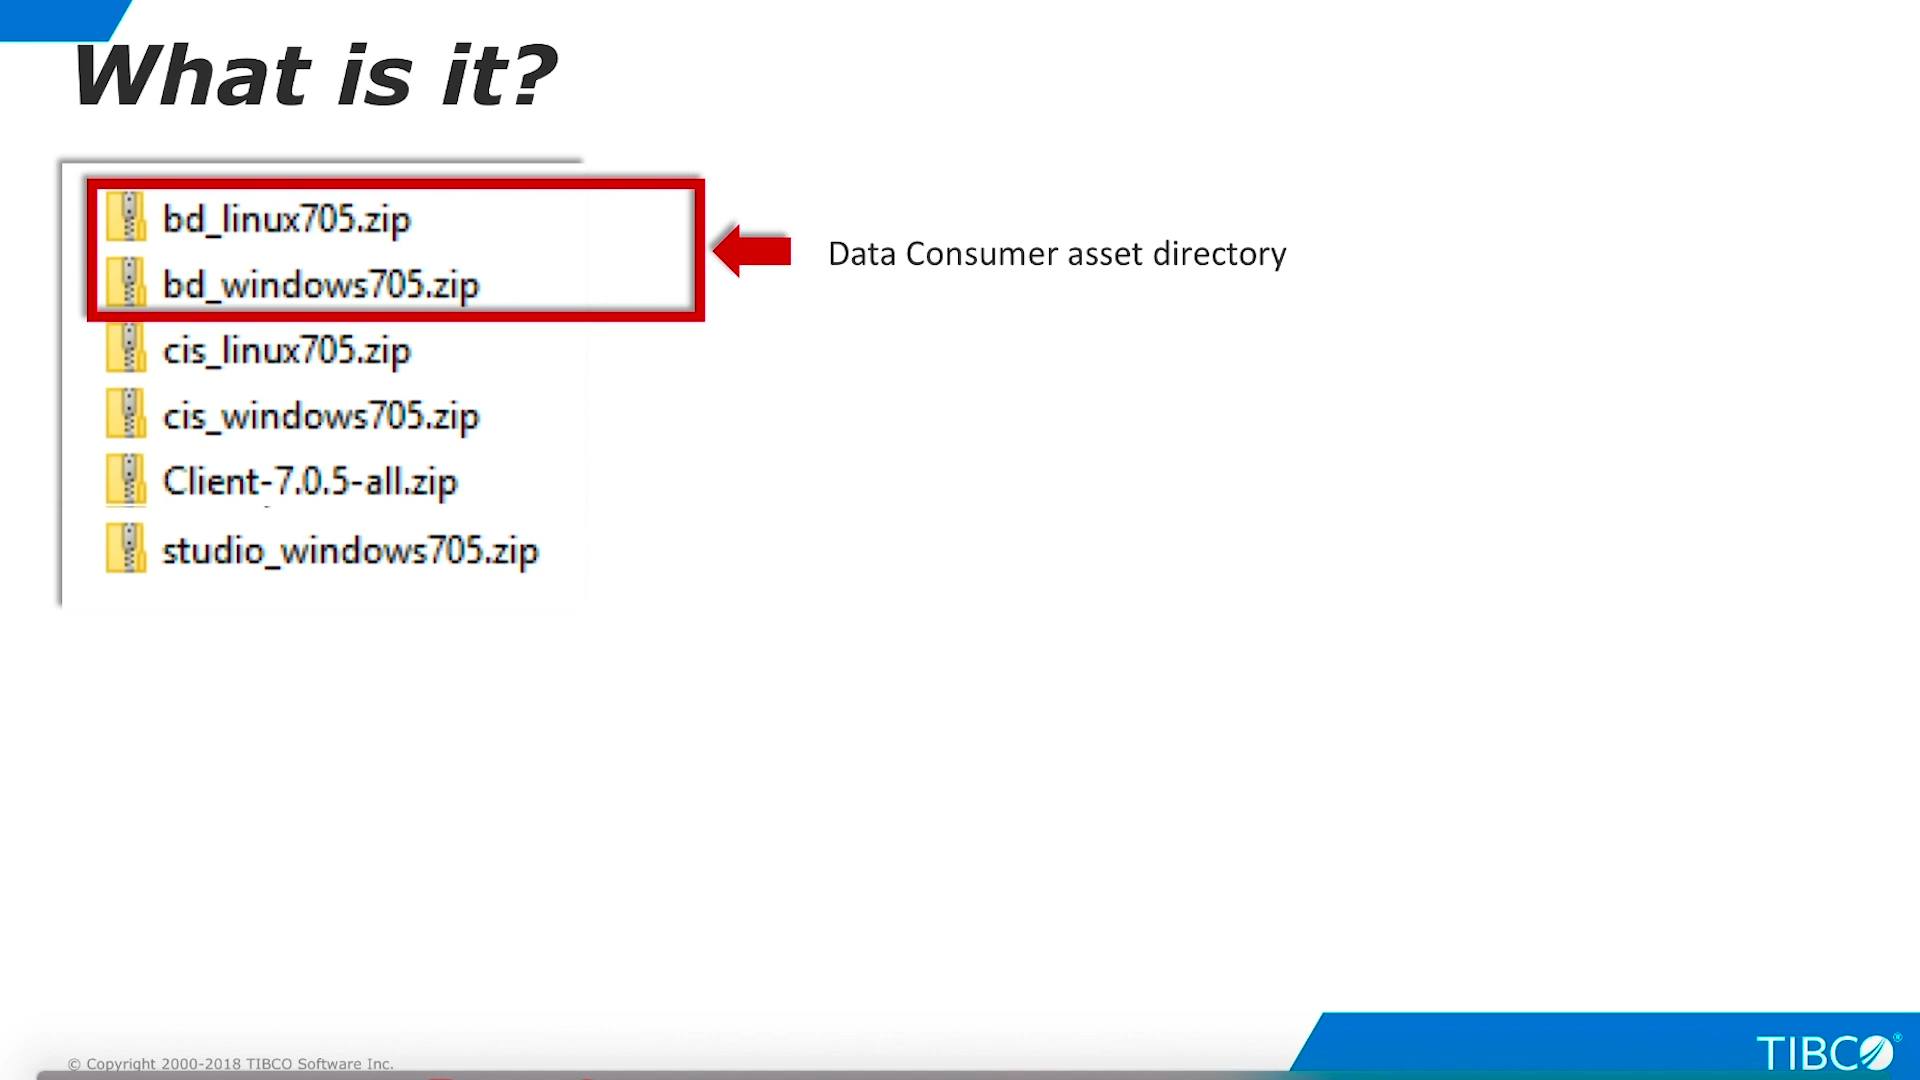 What is it?
bd_linux705.zip
bd_windows705.zip
Data Consumer asset directory
cis_linux705.zip
cis_windows705.zip
Client-7.0.5-all.zip
studio_windows705.zip
© Copyright 2000-2018 TIBCO Software Inc.
TIBCO®